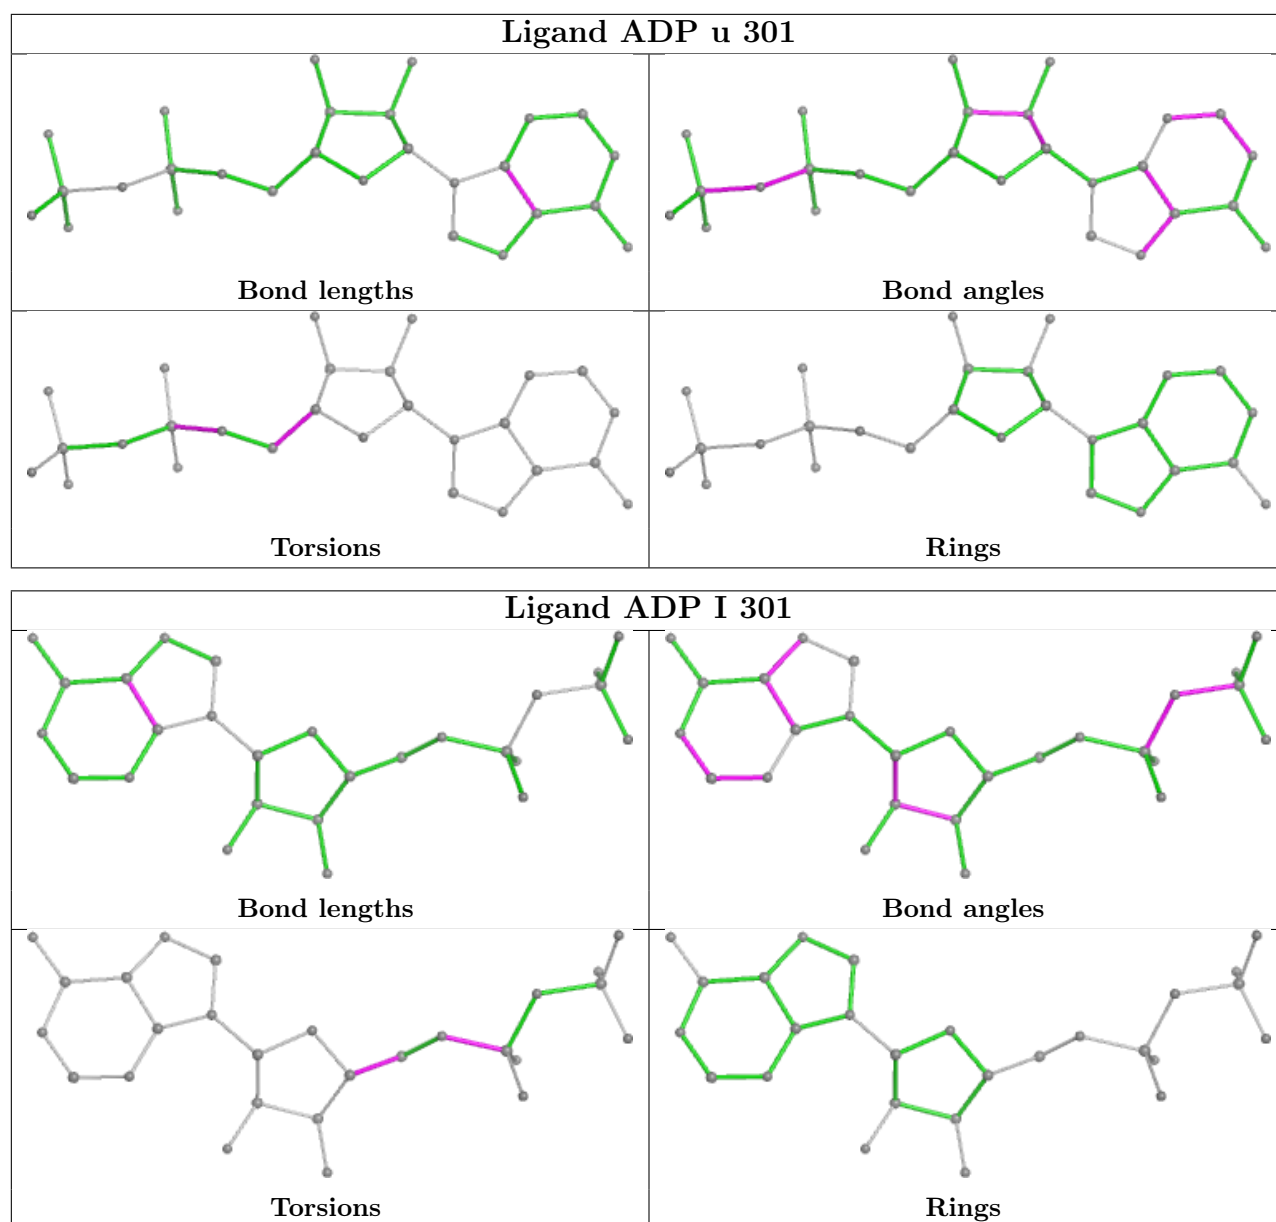 Ligand ADP u 301
Bond lengths
Bond angles
Torsions
Rings
Ligand ADP I 301
Bond lengths
Bond angles
Torsions
Rings